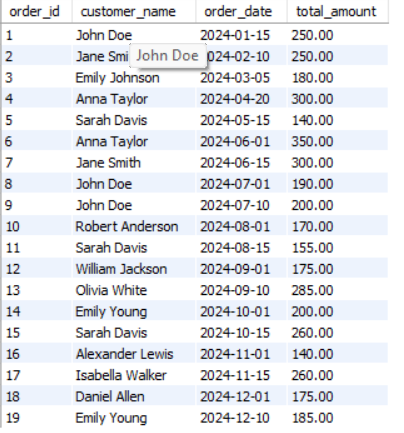 order_id customer_name order_date total_amount
1 John Doe 2024-01-15 250.00
2 Jane Smi John Doe 2024-02-10 250.00
3 Emily Johnson 2024-03-05 180.00
4 Anna Taylor 2024-04-20 300.00
5 Sarah Davis 2024-05-15 140.00
6 Anna Taylor 2024-06-01 350.00
7 Jane Smith 2024-06-15 300.00
8 John Doe 2024-07-01 190.00
9 John Doe 2024-07-10 200.00
10 Robert Anderson 2024-08-01 170.00
11 Sarah Davis 2024-08-15 155.00
12 William Jackson 2024-09-01 175.00
13 Olivia White 2024-09-10 285.00
14 Emily Young 2024-10-01 200.00
15 Sarah Davis 2024-10-15 260.00
16 Alexander Lewis 2024-11-01 140.00
17 Isabella Walker 2024-11-15 260.00
18 Daniel Allen 2024-12-01 175.00
19 Emily Young 2024-12-10 185.00